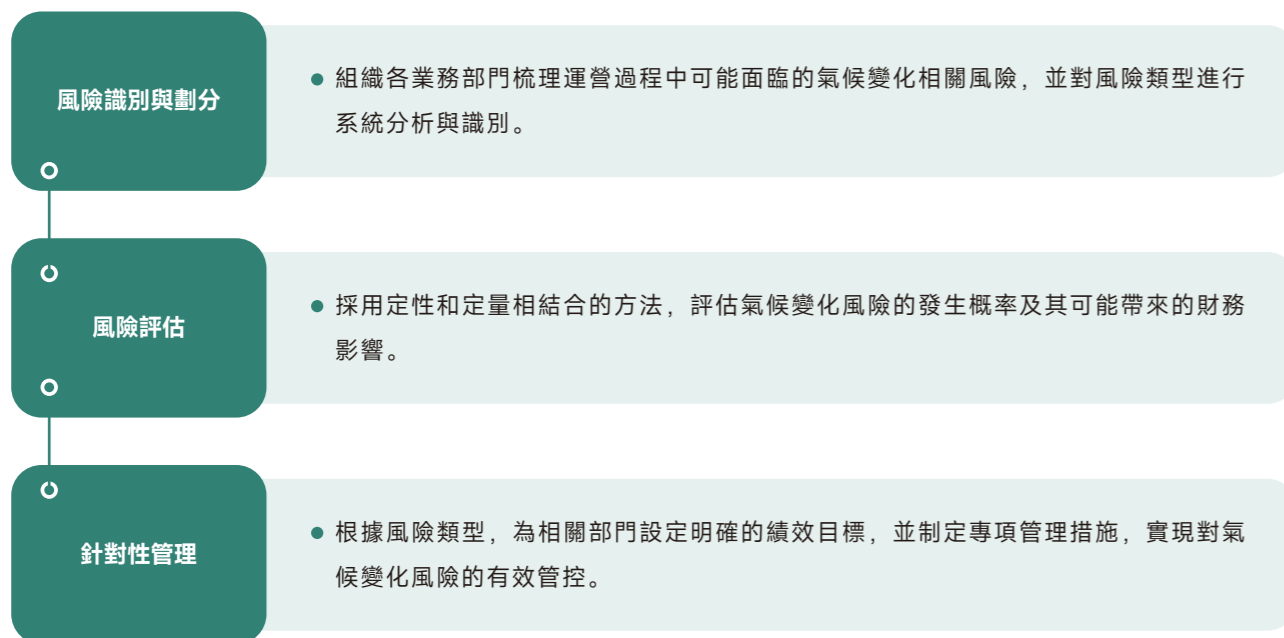 風險識別與劃分
組織各業務部門梳理運營過程中可能面臨的氣候變化相關風險，並對風險類型進行
系統分析與識別。
風險評估
採用定性和定量相結合的方法，評估氣候變化風險的發生概率及其可能帶來的財務
影響。
針對性管理
根據風險類型，為相關部門設定明確的績效目標，並制定專項管理措施，實現對氣
候變化風險的有效管控。